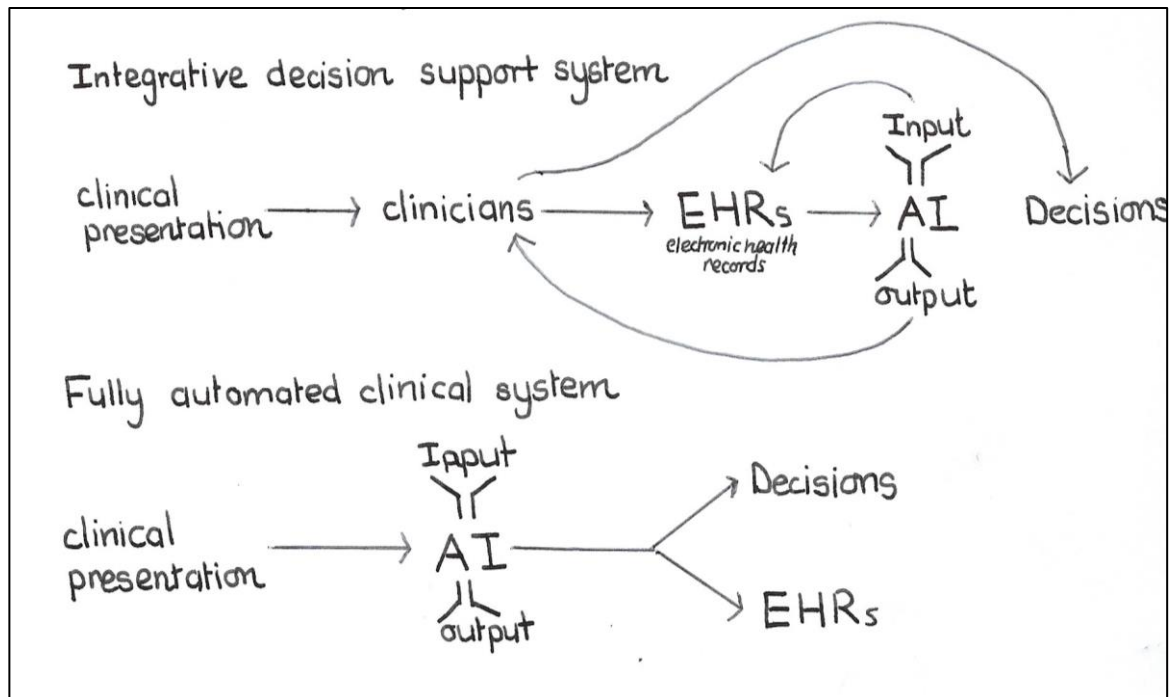 Integrative decision support system
Input
clinical
presentation
clinicians
EHRs
AI
Decisions
electronic health
records
output
Fully automated clinical system
Ipput
Decisions
clinical
presentation
AI
EHRs
output